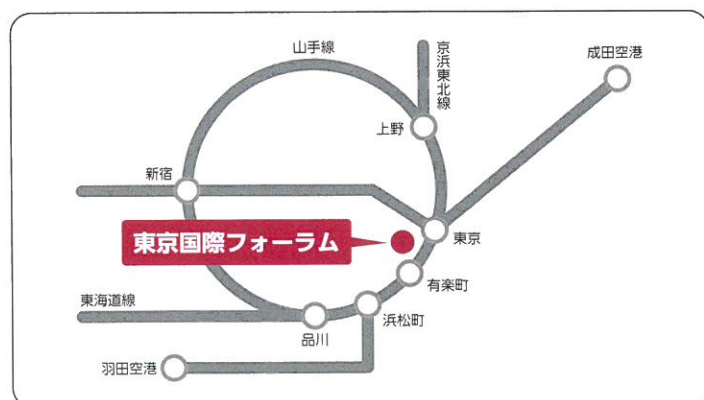 山手線
京浜東北線
成田空港
上野
新宿
東京国際フォーラム
東京
有楽町
東海道線
浜松町
品川
羽田空港